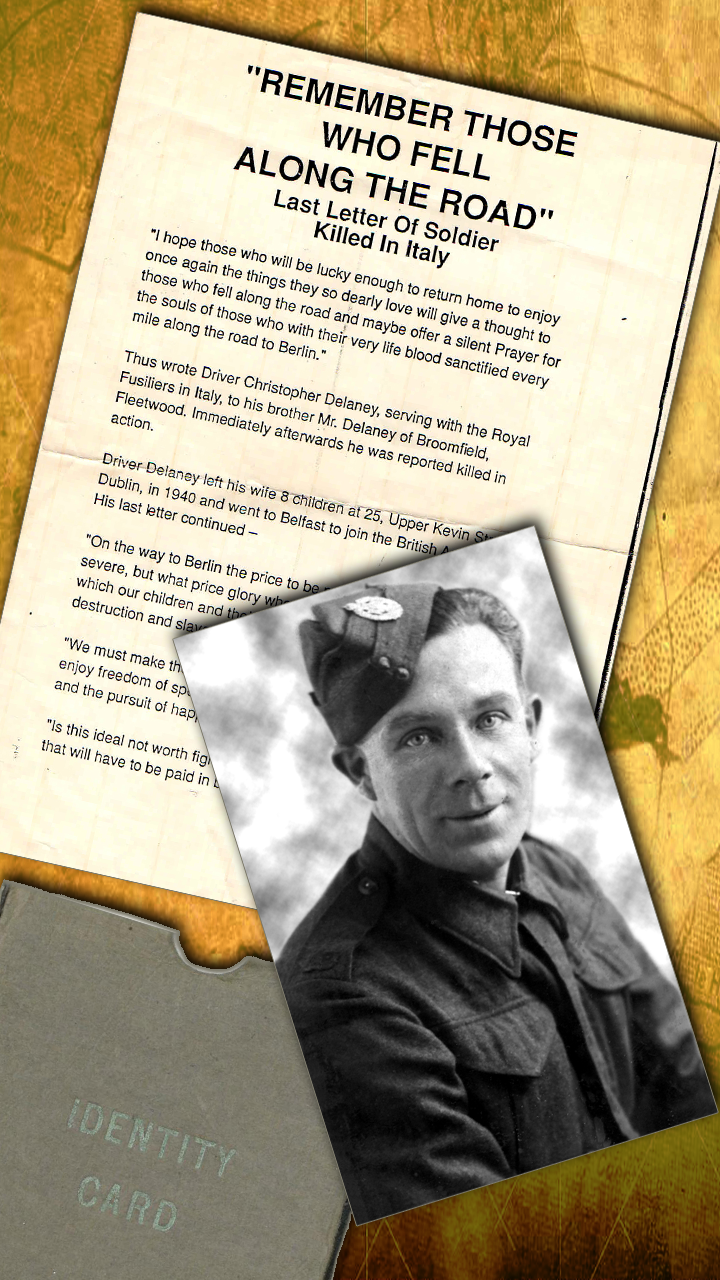 "REMEMBER THOSE
WHO FELL
ALONG THE ROAD"
Last Letter Of Soldier
Killed In Italy
"I hope those who will be lucky enough to return home to enjoy
once again the things they so dearly love will give a thought to
those who fell along the road and maybe offer a silent Prayer for
the souls of those who with their very life blood sanctified every
mile along the road to Berlin."
Thus wrote Driver Christopher Delaney, serving with the Royal
Fusiliers in Italy, to his brother Mr. Delaney of Broomfield,
Fleetwood. Immediately afterwards he was reported killed in
action.
Driver Delaney left his wife 8 children at 25, Upper Kevin
Dublin, in 1940 and went to Belfast to join the British
His last letter continued –
"On the way to Berlin the price to be
severe, but what price glory
which our children and
destruction and
"We must make
enjoy freedom of
and the pursuit of
"Is this ideal not worth
that will have to be paid in
IDENTITY
CARD